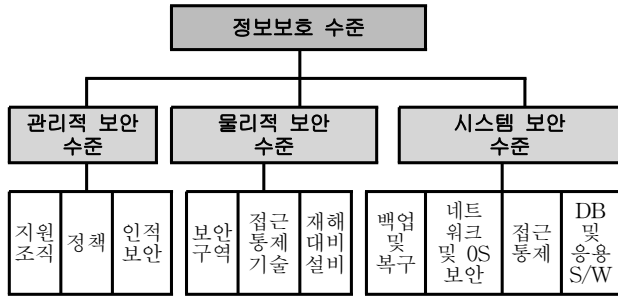 정보보호 수준
관리적 보안
수준
물리적 보안
수준
시스템 보안
수준
지원
조직
정책
인적
보안
보안
구역
접근
통제
기술
재해
대비
설비
백업
및
복구
네트
워크
및 OS
보안
접근
통제
DB
및
응용
S/W